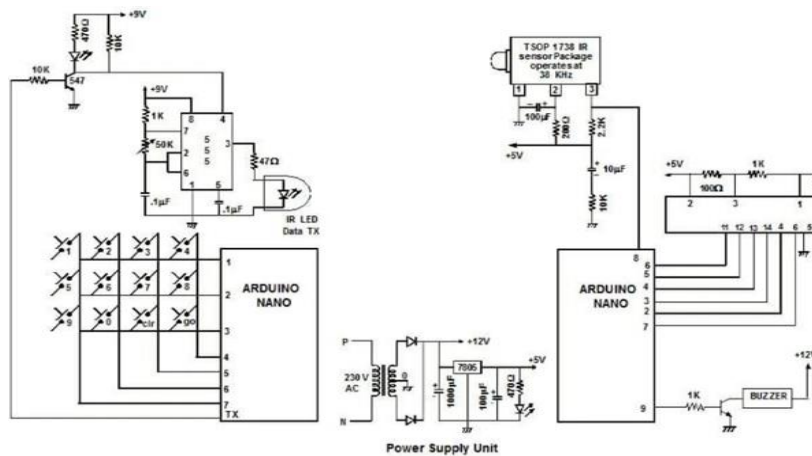 +9V
470Ω
10K
10K
547
+9V
1K
50K
.1µF
8 4
7
2
6
3
1 5
5
5
5
47Ω
.1µF
IR LED
Data TX
1 2 3 4
5 6 7 8
9 0 clr go
ARDUINO
NANO
1
2
3
4
5
6
7
TX
P
230 V
AC
N
0
+12V
1000µF
7805
100µF
+5V
470Ω
Power Supply Unit
TSOP 1738 IR
sensor Package
operates at
38 KHz
1 2 3
100µF
200Ω
2.2K
+5V
10µF
10K
+5V
1K
100Ω
2 3 1
11 12 13 14 4 6 5
ARDUINO
NANO
8
6
5
4
3
2
7
9
1K
BUZZER
+12